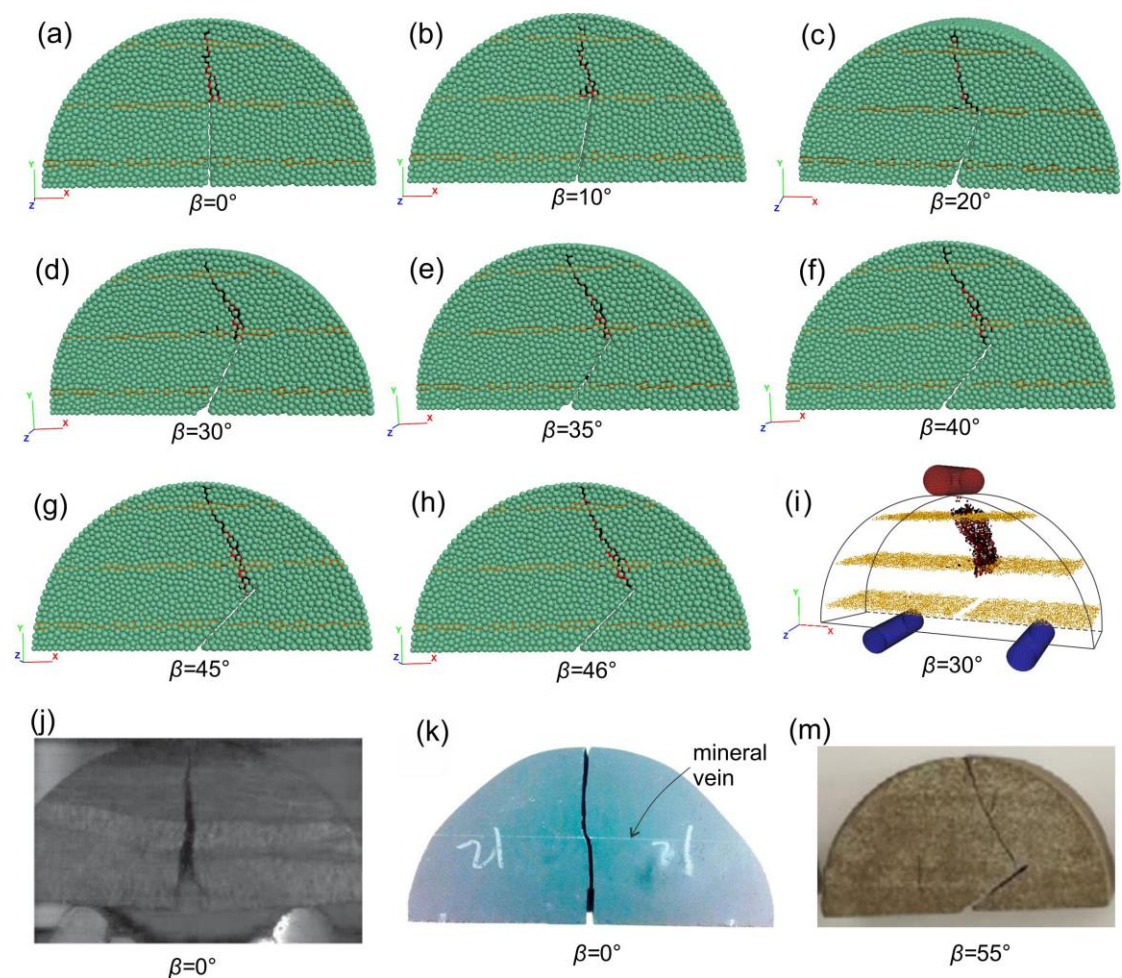 (a)
Y
X
Z
β=0°
(b)
Y
X
Z
β=10°
(c)
Y
X
Z
β=20°
(d)
Y
X
Z
β=30°
(e)
Y
X
Z
β=35°
(f)
Y
X
Z
β=40°
(g)
Y
X
Z
β=45°
(h)
Y
X
Z
β=46°
(i)
Y
X
Z
β=30°
(j)
β=0°
(k)
mineral
vein
21 21
β=0°
(m)
β=55°